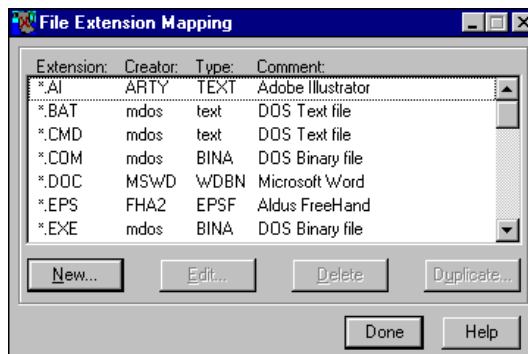 File Extension Mapping
Extension: Creator: Type: Comment:
*.AI ARTY TEXT Adobe Illustrator
*.BAT mdos text DOS Text file
*.CMD mdos text DOS Text file
*.COM mdos BINA DOS Binary file
*.DOC MSWD WDBN Microsoft Word
*.EPS FHA2 EPSF Aldus FreeHand
*.EXE mdos BINA DOS Binary file
New... Edit... Delete Duplicate...
Done Help